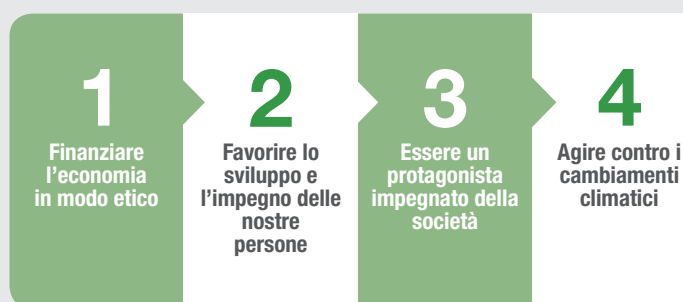 1
Finanziare
l'economia
in modo etico
2
Favorire lo
sviluppo e
l'impegno delle
nostre
persone
3
Essere un
protagonista
impegnato della
società
4
Agire contro i
cambiamenti
climatici